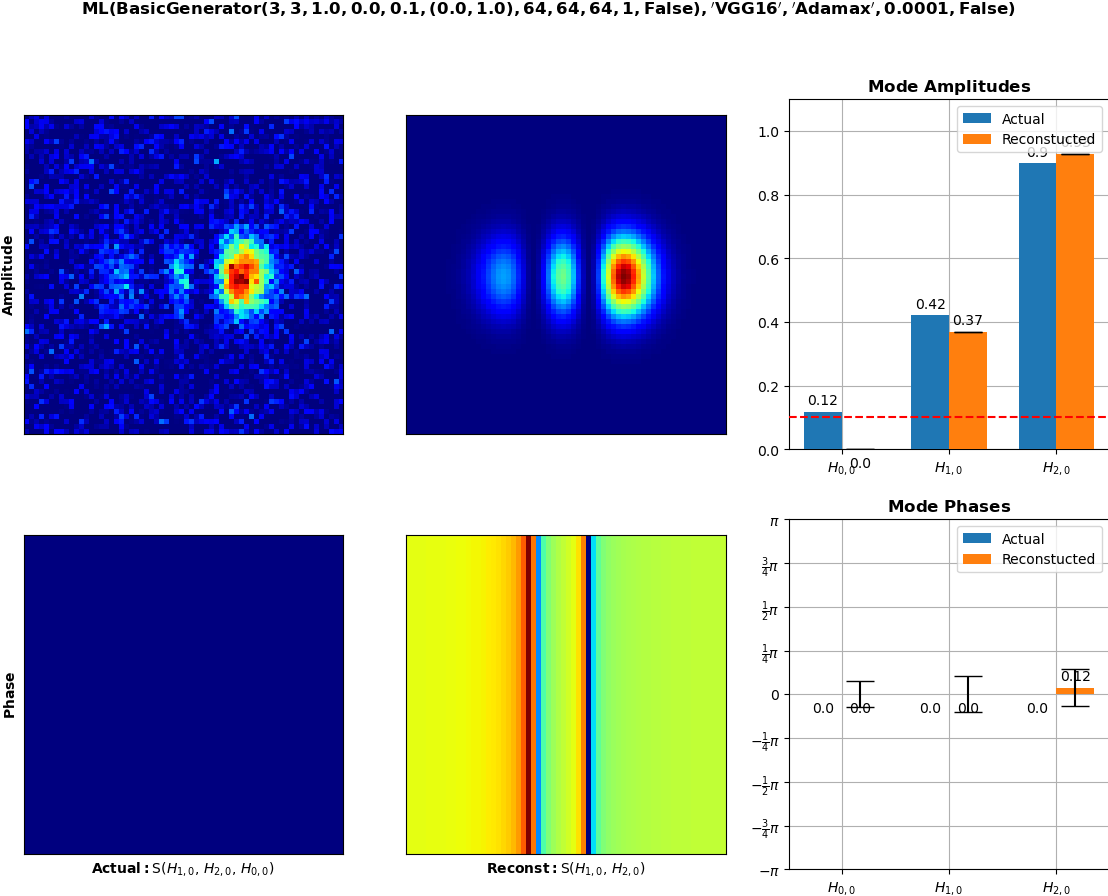 ML(BasicGenerator(3, 3, 1.0, 0.0, 0.1, (0.0, 1.0), 64, 64, 64, 1, False),′VGG16′,′Adamax′, 0.0001, False)
Amplitude
Mode Amplitudes
Actual
Reconstucted
1.0
0.8
0.6
0.4
0.2
0.0
0.12
0.0
0.42
0.37
0.9
H₀,₀
H₁,₀
H₂,₀
Phase
Mode Phases
Actual
Reconstucted
π
3/4π
1/2π
1/4π
0
−1/4π
−1/2π
−3/4π
−π
0.0
0.0
0.0
0.0
0.0
0.12
H₀,₀
H₁,₀
H₂,₀
Actual: S(H₁,₀, H₂,₀, H₀,₀)
Reconst: S(H₁,₀, H₂,₀)